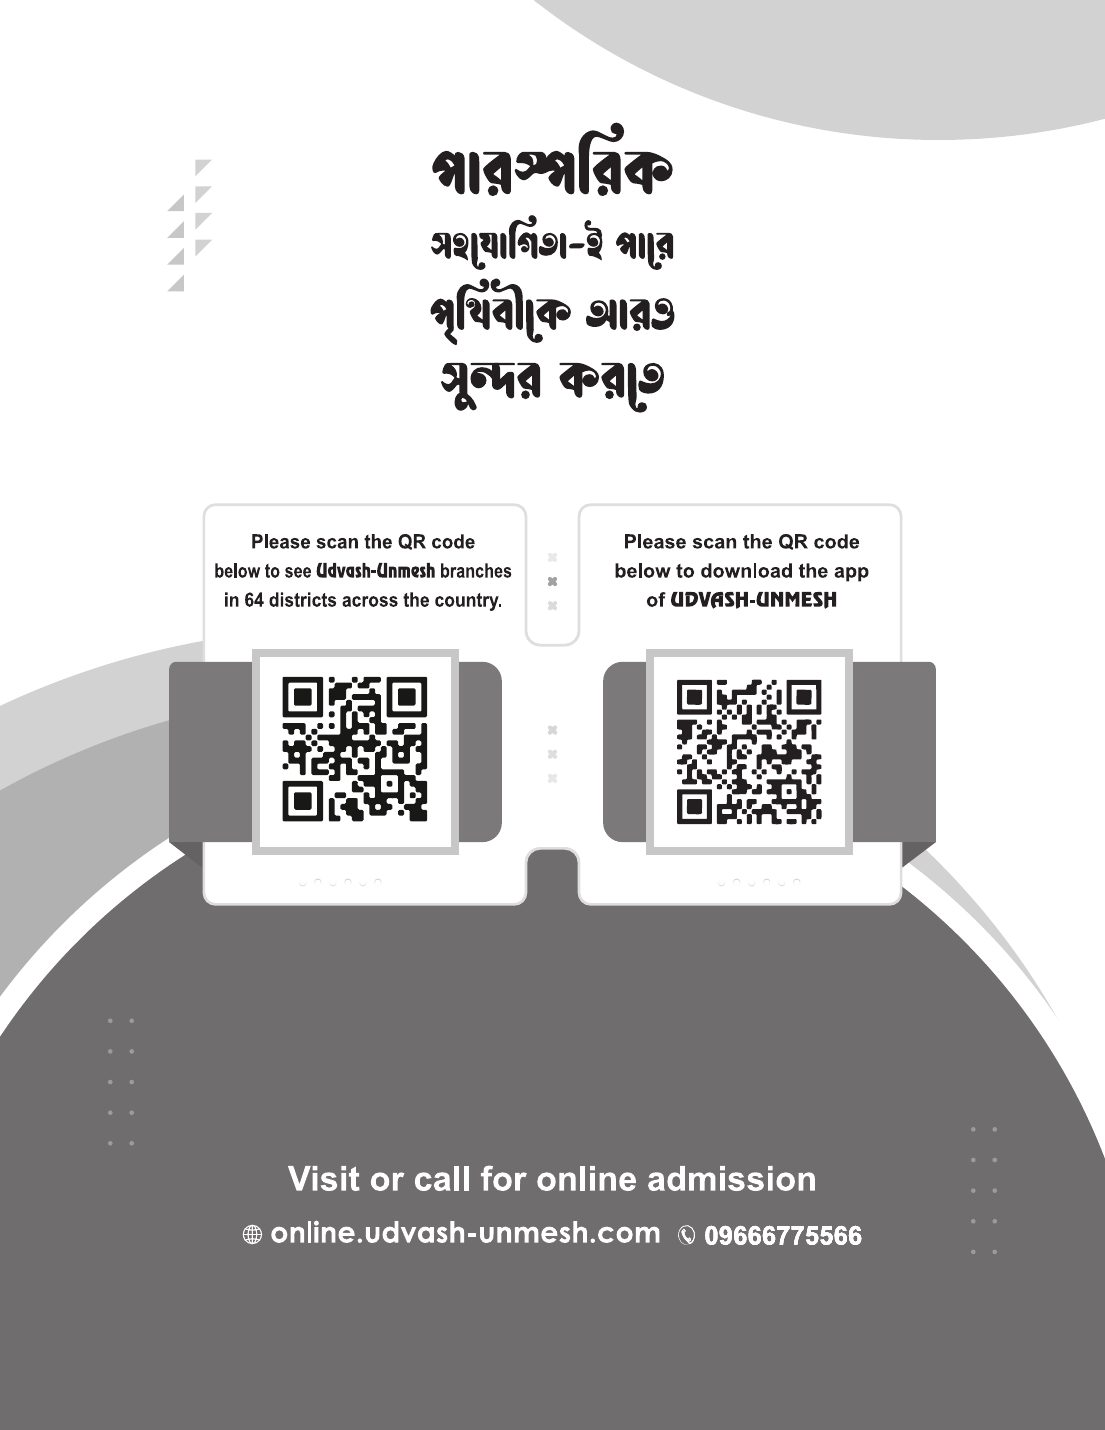 পারস্পরিক
সহযোগিতা-ই পারে
পৃথিবীকে আরও
সুন্দর করতে
Please scan the QR code
below to see Udvash-Unmesh branches
in 64 districts across the country.
Please scan the QR code
below to download the app
of UDVASH-UNMESH
Visit or call for online admission
online.udvash-unmesh.com 09666775566